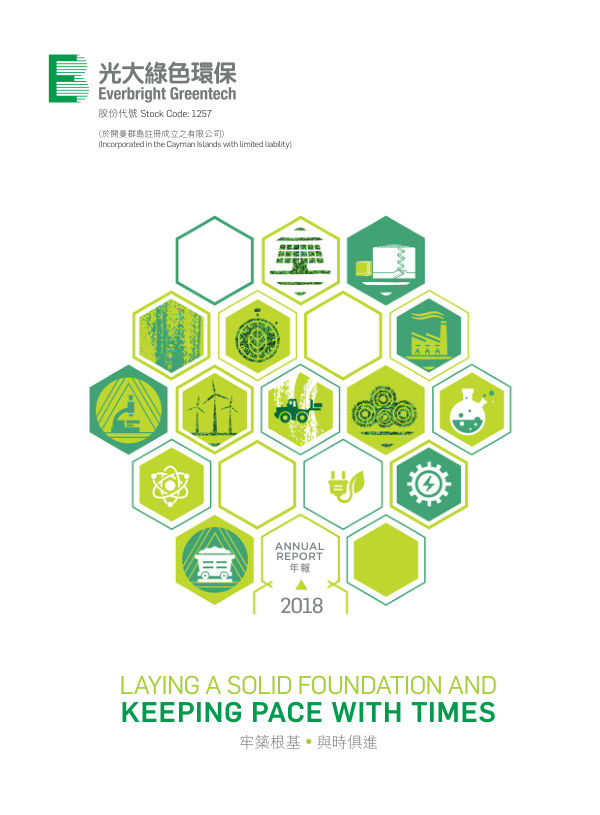 光大綠色環保
Everbright Greentech
股份代號 Stock Code: 1257
(於開曼群島註冊成立之有限公司)
(Incorporated in the Cayman Islands with limited liability)
ANNUAL
REPORT
年報
2018
LAYING A SOLID FOUNDATION AND
KEEPING PACE WITH TIMES
牢築根基 • 與時俱進